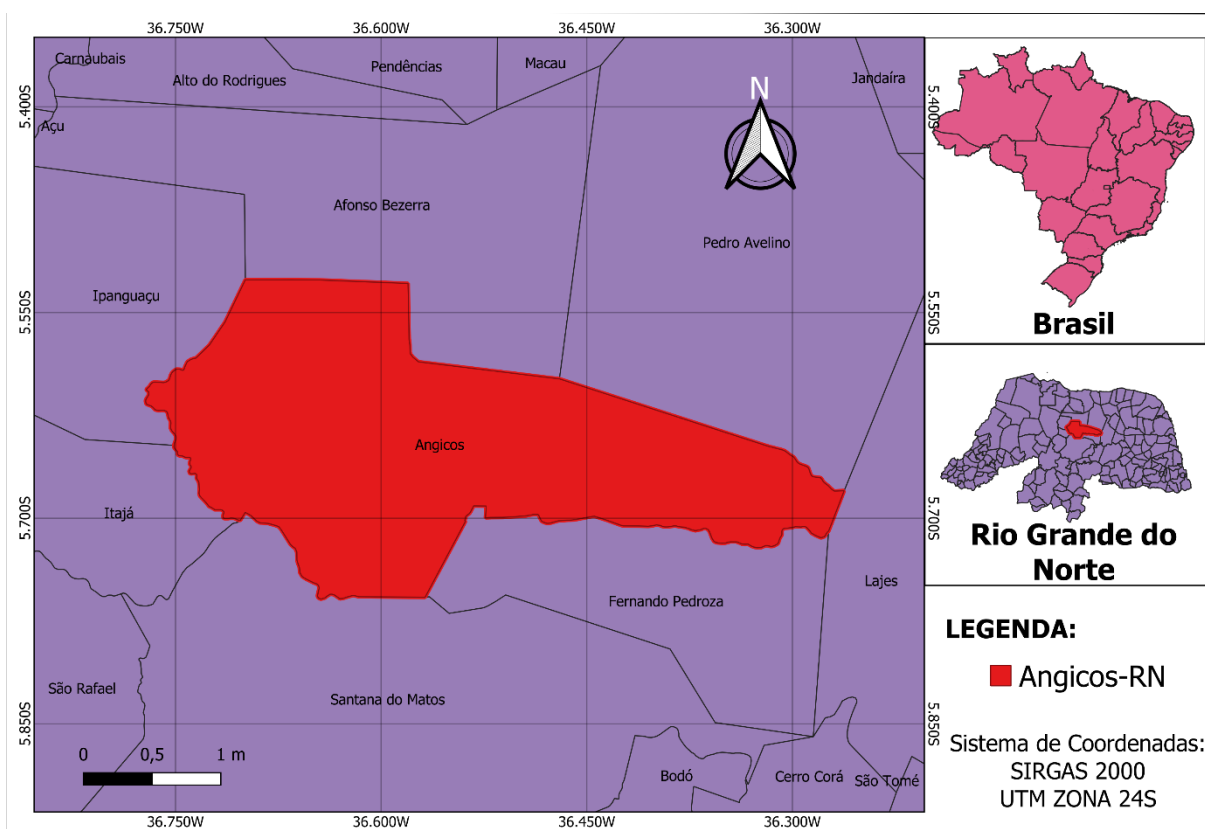 36.750W 36.600W 36.450W 36.300W
Carnaubais
Alto do Rodrigues
Pendências
Macau
Jandaíra
5.400S
5.400S
Açu
N
Afonso Bezerra
Pedro Avelino
Ipanguaçu
5.550S
5.550S
Angicos
Itajá
5.700S
5.700S
Lajes
Fernando Pedroza
São Rafael
Santana do Matos
5.850S
5.850S
0 0,5 1 m
Bodó
Cerro Corá
São Tomé
36.750W 36.600W 36.450W 36.300W
Brasil
Rio Grande do
Norte
LEGENDA:
Angicos-RN
Sistema de Coordenadas:
SIRGAS 2000
UTM ZONA 24S